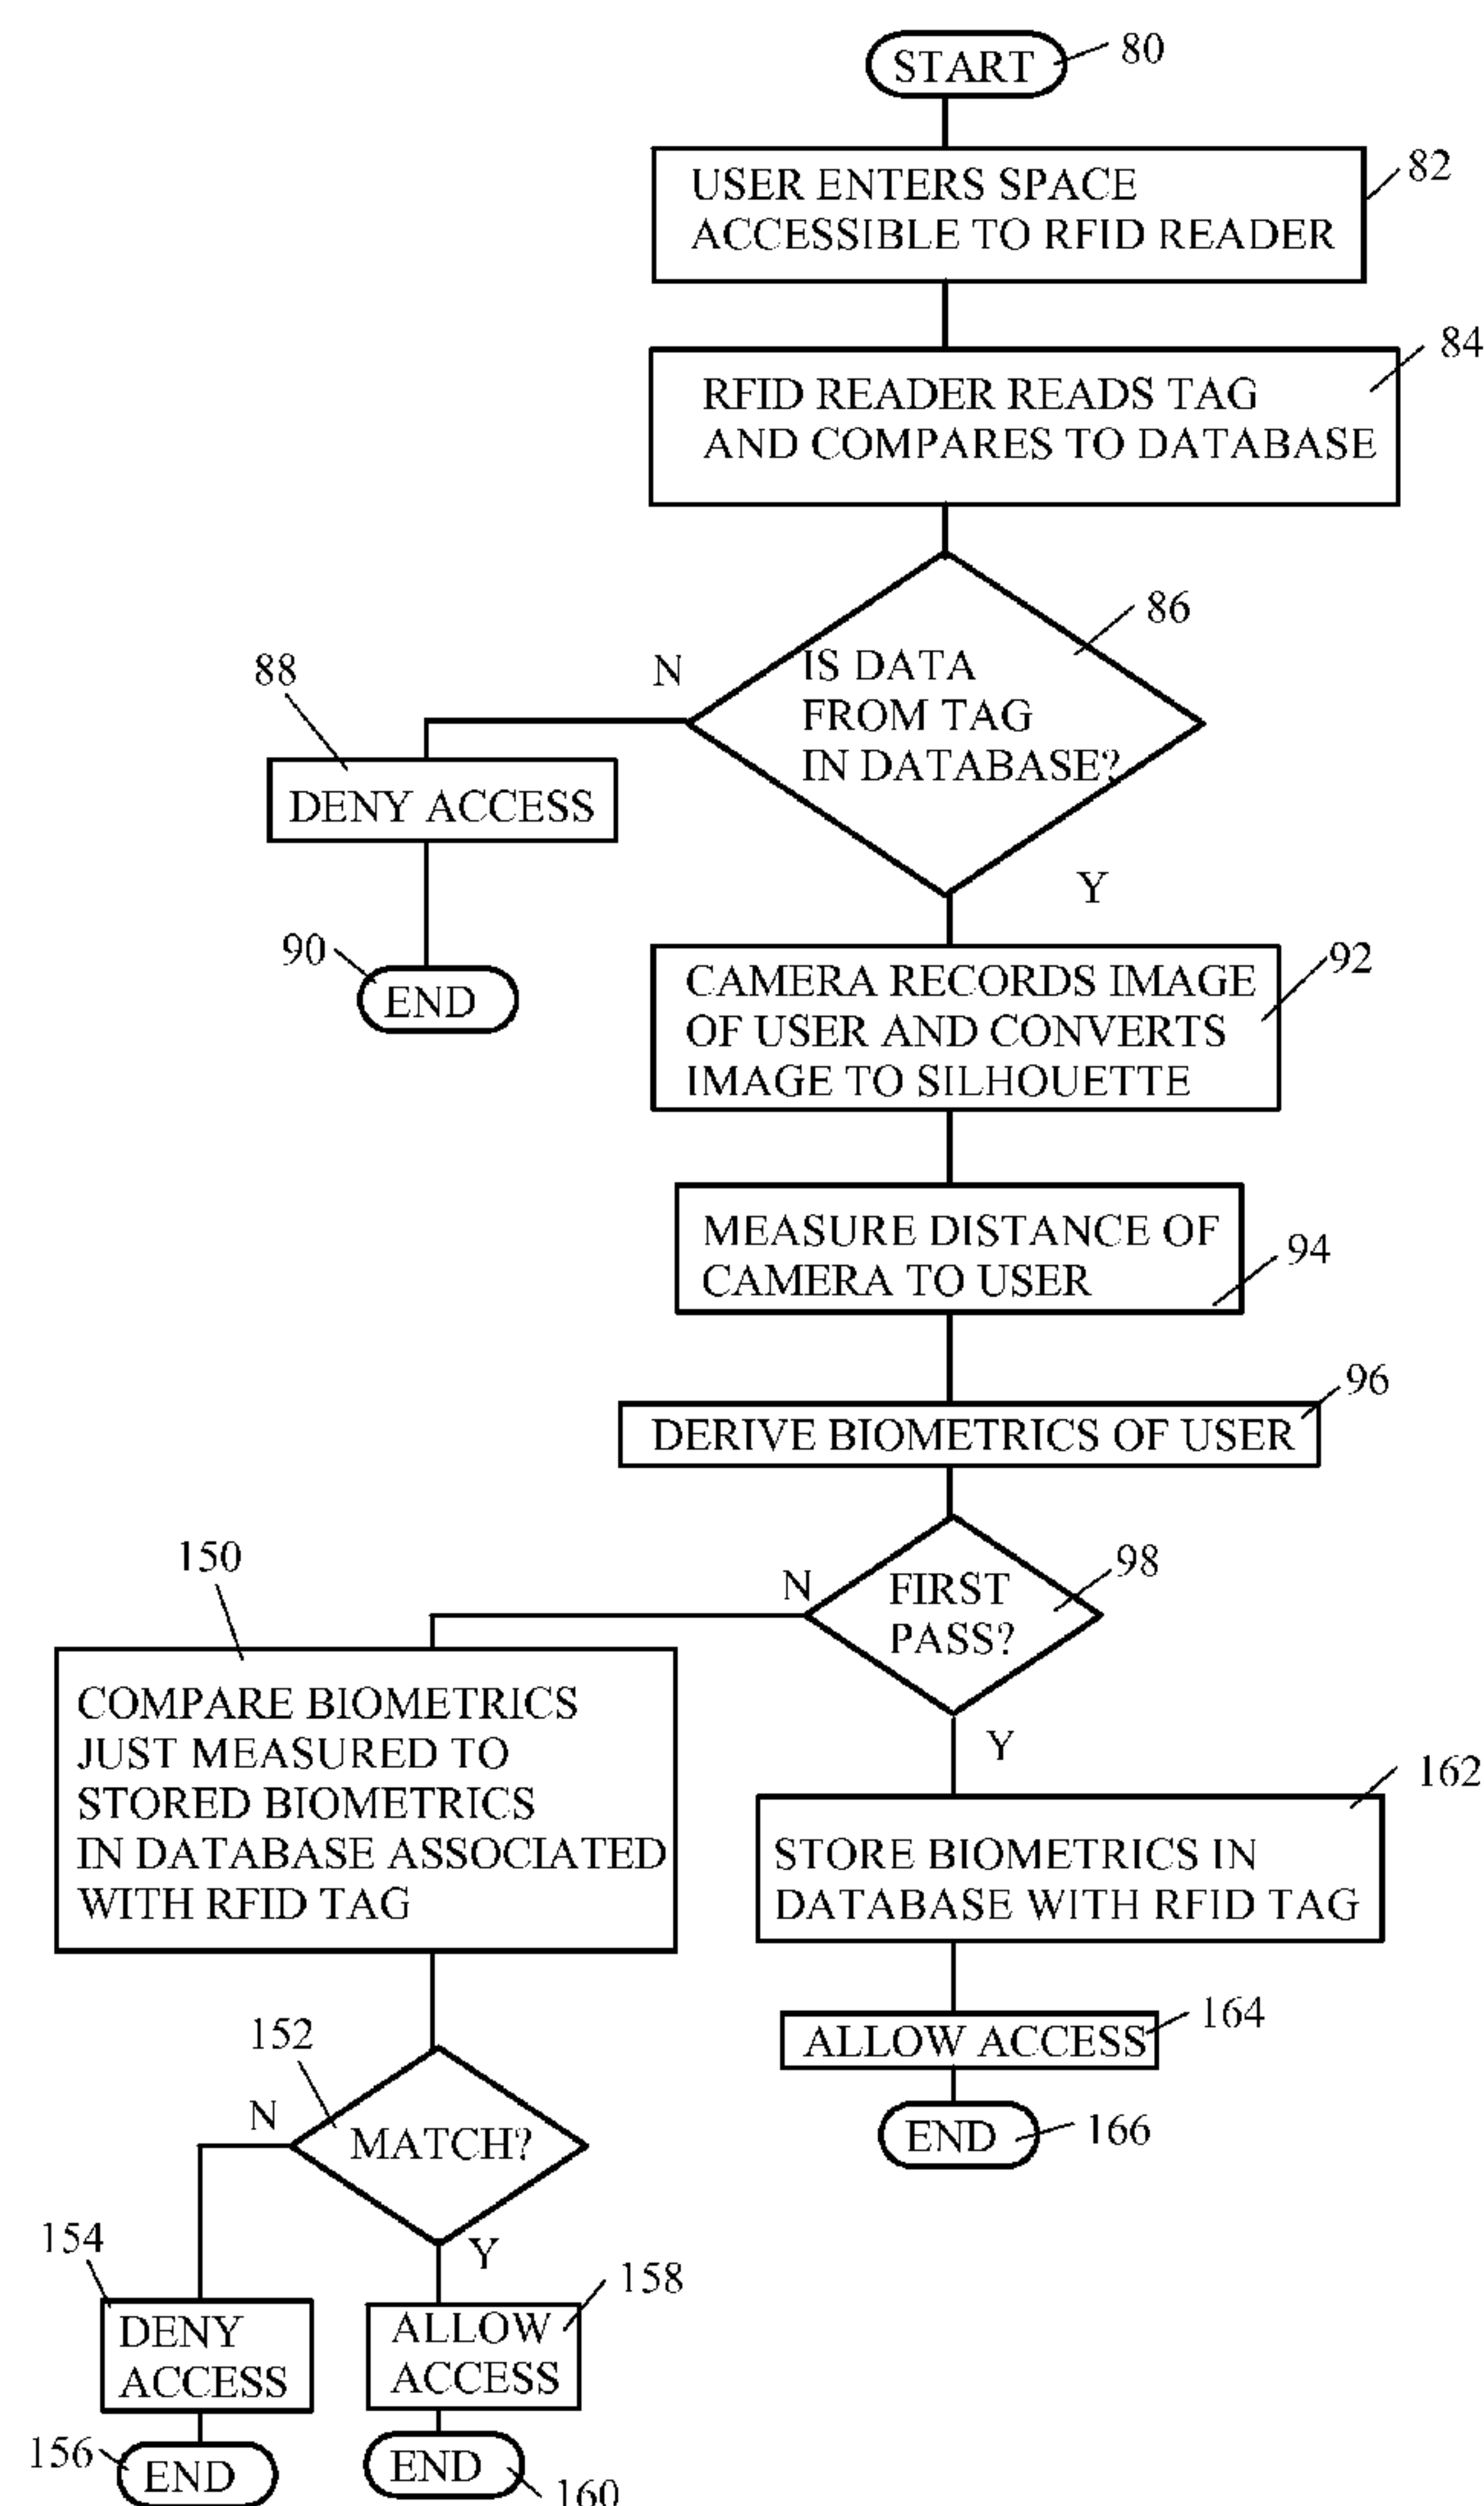 START
80
USER ENTERS SPACE
ACCESSIBLE TO RFID READER
82
RFID READER READS TAG
AND COMPARES TO DATABASE
84
IS DATA
FROM TAG
IN DATABASE?
86
N
88
DENY ACCESS
90
END
Y
CAMERA RECORDS IMAGE
OF USER AND CONVERTS
IMAGE TO SILHOUETTE
92
MEASURE DISTANCE OF
CAMERA TO USER
94
DERIVE BIOMETRICS OF USER
96
FIRST
PASS?
98
N
150
COMPARE BIOMETRICS
JUST MEASURED TO
STORED BIOMETRICS
IN DATABASE ASSOCIATED
WITH RFID TAG
Y
162
STORE BIOMETRICS IN
DATABASE WITH RFID TAG
ALLOW ACCESS
164
END
166
152
MATCH?
N
154
DENY
ACCESS
156
END
Y
158
ALLOW
ACCESS
END
160